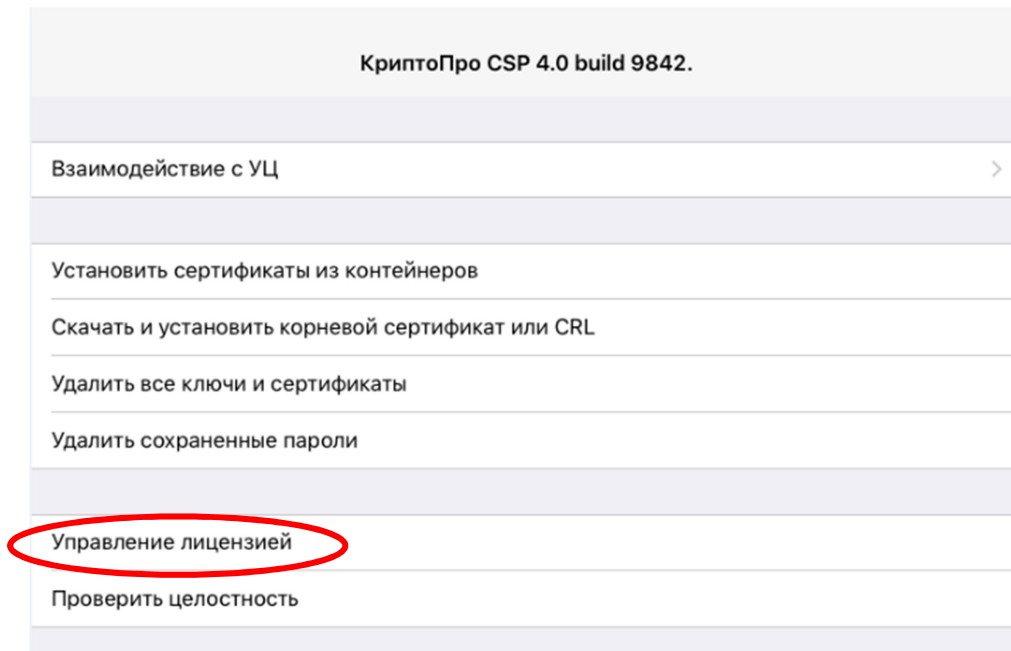 КриптоПро CSP 4.0 build 9842.
Взаимодействие с УЦ
Установить сертификаты из контейнеров
Скачать и установить корневой сертификат или CRL
Удалить все ключи и сертификаты
Удалить сохраненные пароли
Управление лицензией
Проверить целостность